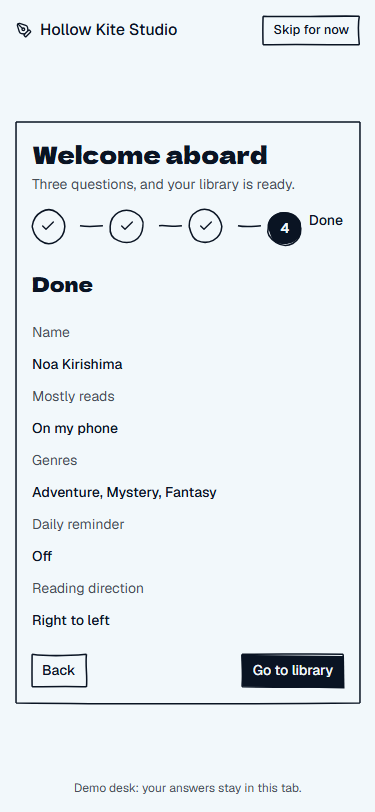 Hollow Kite Studio
Skip for now
Welcome aboard
Three questions, and your library is ready.
4
Done
Done
Name
Noa Kirishima
Mostly reads
On my phone
Genres
Adventure, Mystery, Fantasy
Daily reminder
Off
Reading direction
Right to left
Back
Go to library
Demo desk: your answers stay in this tab.